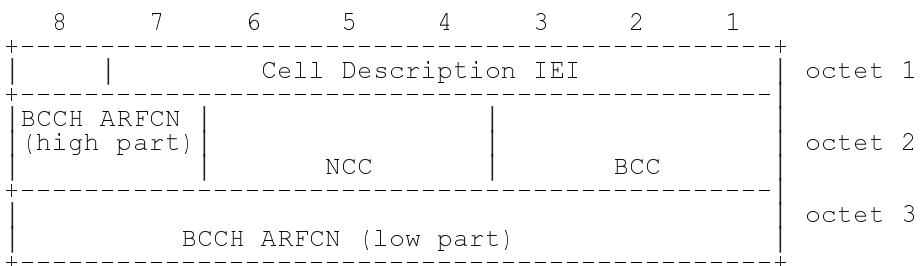 8 7 6 5 4 3 2 1
Cell Description IEI octet 1
BCCH ARFCN
(high part) octet 2
NCC BCC
octet 3
BCCH ARFCN (low part)